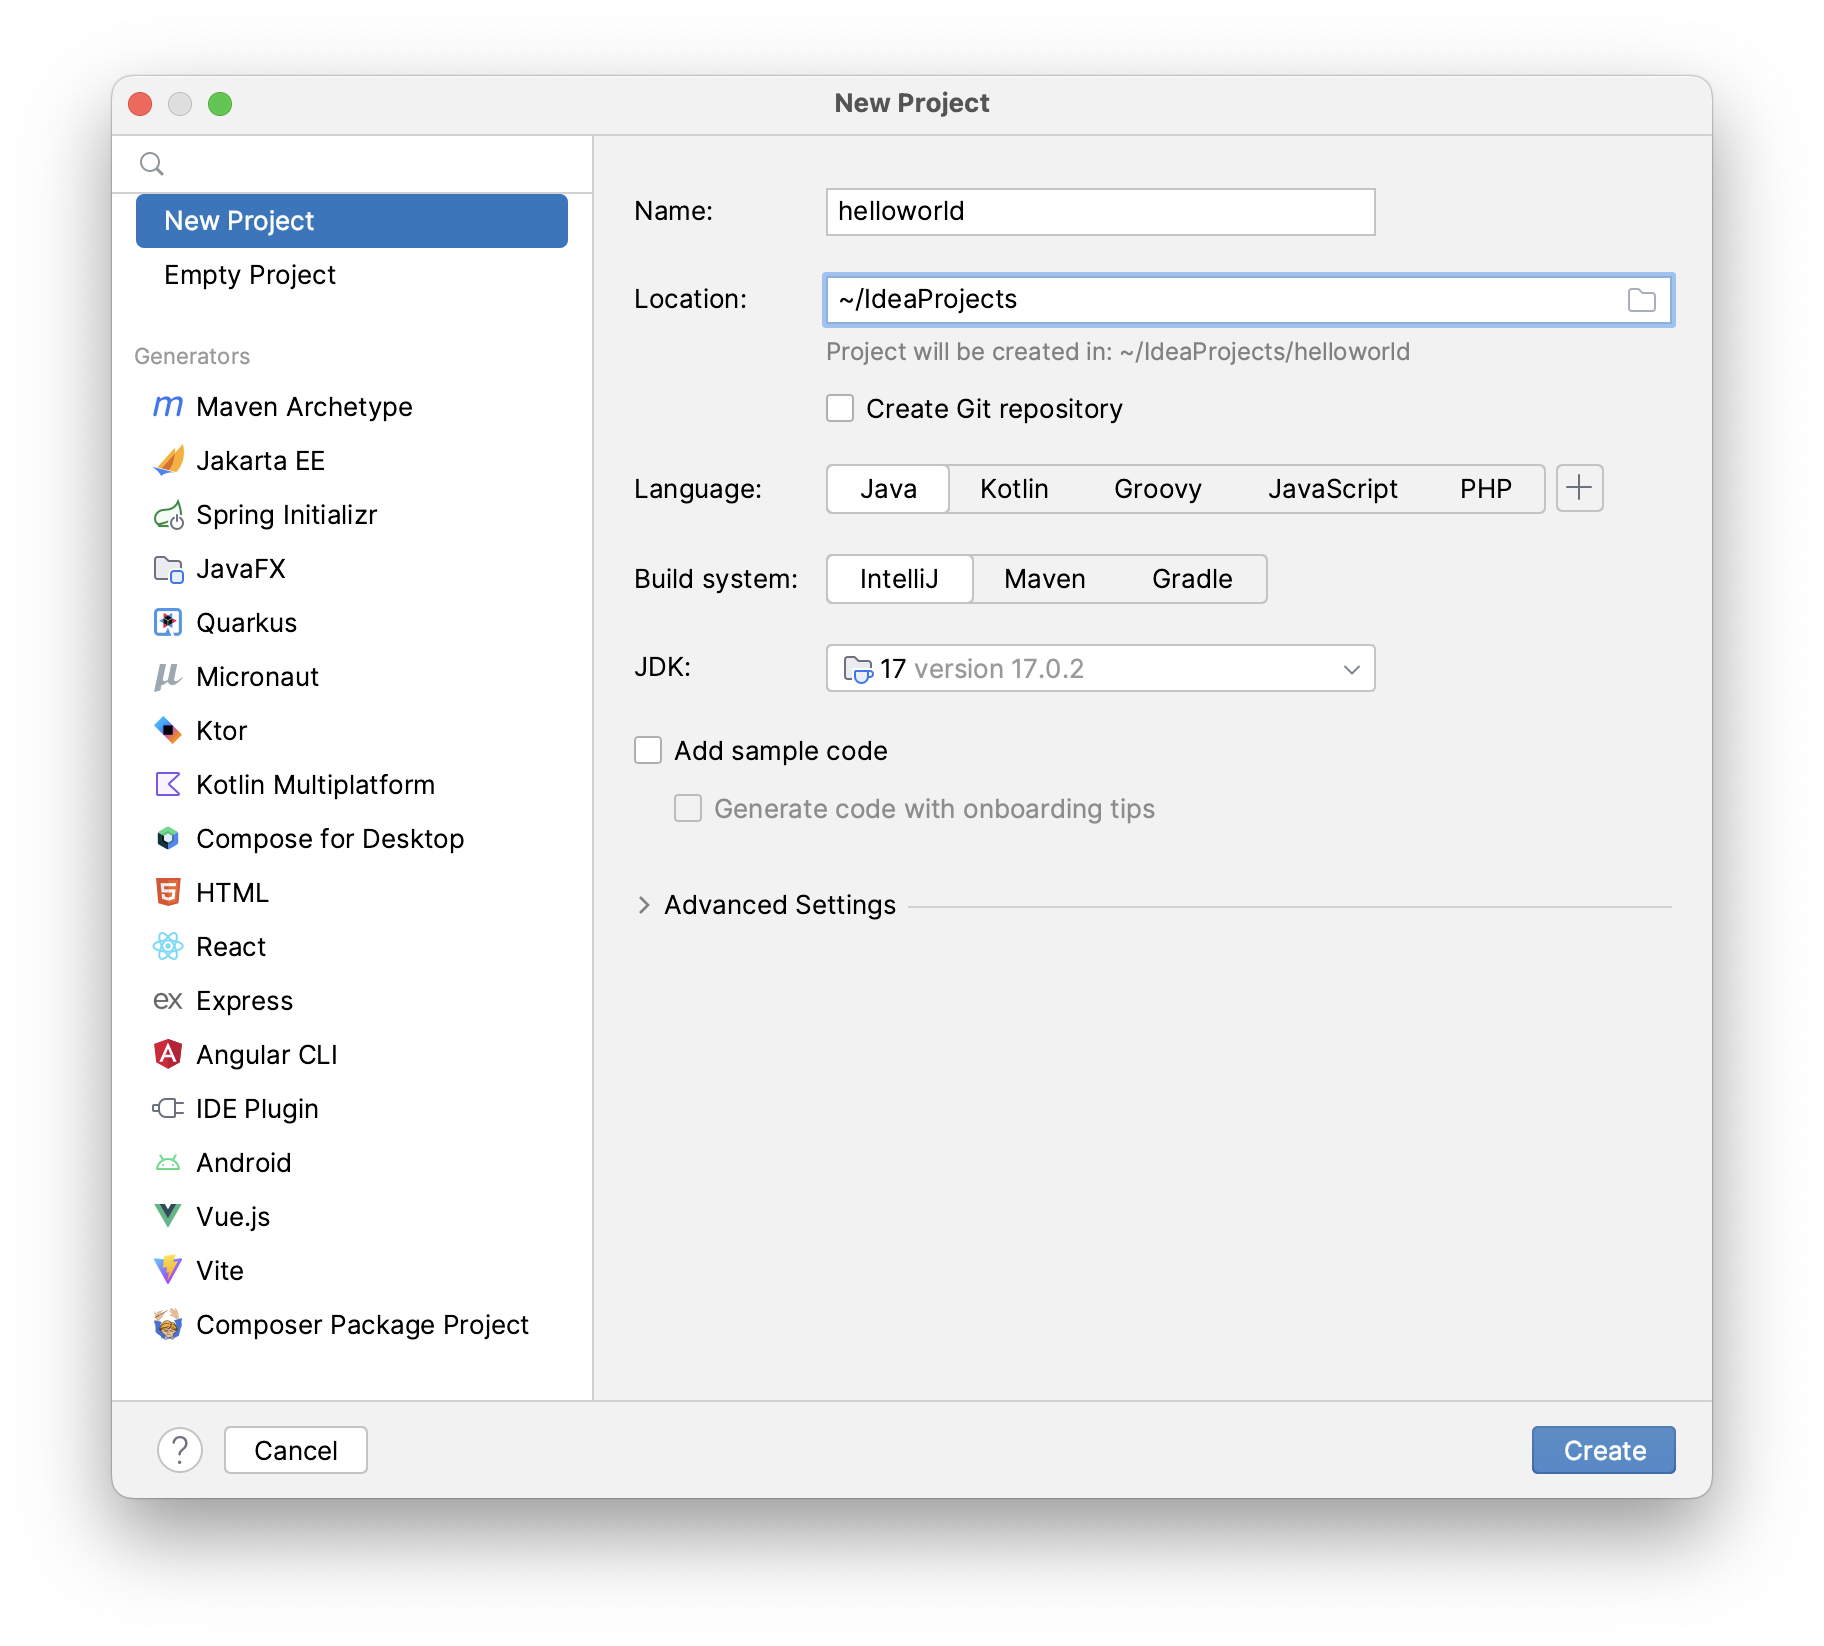 New Project
New Project
Empty Project
Generators
Maven Archetype
Jakarta EE
Spring Initializr
JavaFX
Quarkus
Micronaut
Ktor
Kotlin Multiplatform
Compose for Desktop
HTML
React
ex Express
Angular CLI
IDE Plugin
Android
Vue.js
Vite
Composer Package Project
Name: helloworld
Location: ~/IdeaProjects
Project will be created in: ~/IdeaProjects/helloworld
Create Git repository
Language: Java Kotlin Groovy JavaScript PHP
Build system: IntelliJ Maven Gradle
JDK: 17 version 17.0.2
Add sample code
Generate code with onboarding tips
Advanced Settings
? Cancel Create